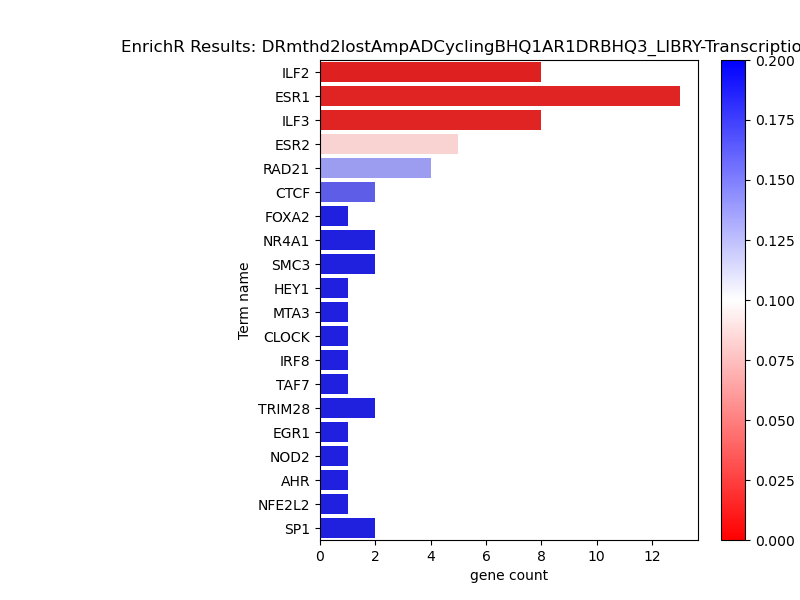 EnrichR Results: DRmthd2lostAmpADCyclingBHQ1AR1DRBHQ3_LIBRY-Transcriptio
ILF2
ESR1
ILF3
ESR2
RAD21
CTCF
FOXA2
NR4A1
SMC3
HEY1
MTA3
CLOCK
IRF8
TAF7
TRIM28
EGR1
NOD2
AHR
NFE2L2
SP1
Term name
0 2 4 6 8 10 12
gene count
0.200
0.175
0.150
0.125
0.100
0.075
0.050
0.025
0.000